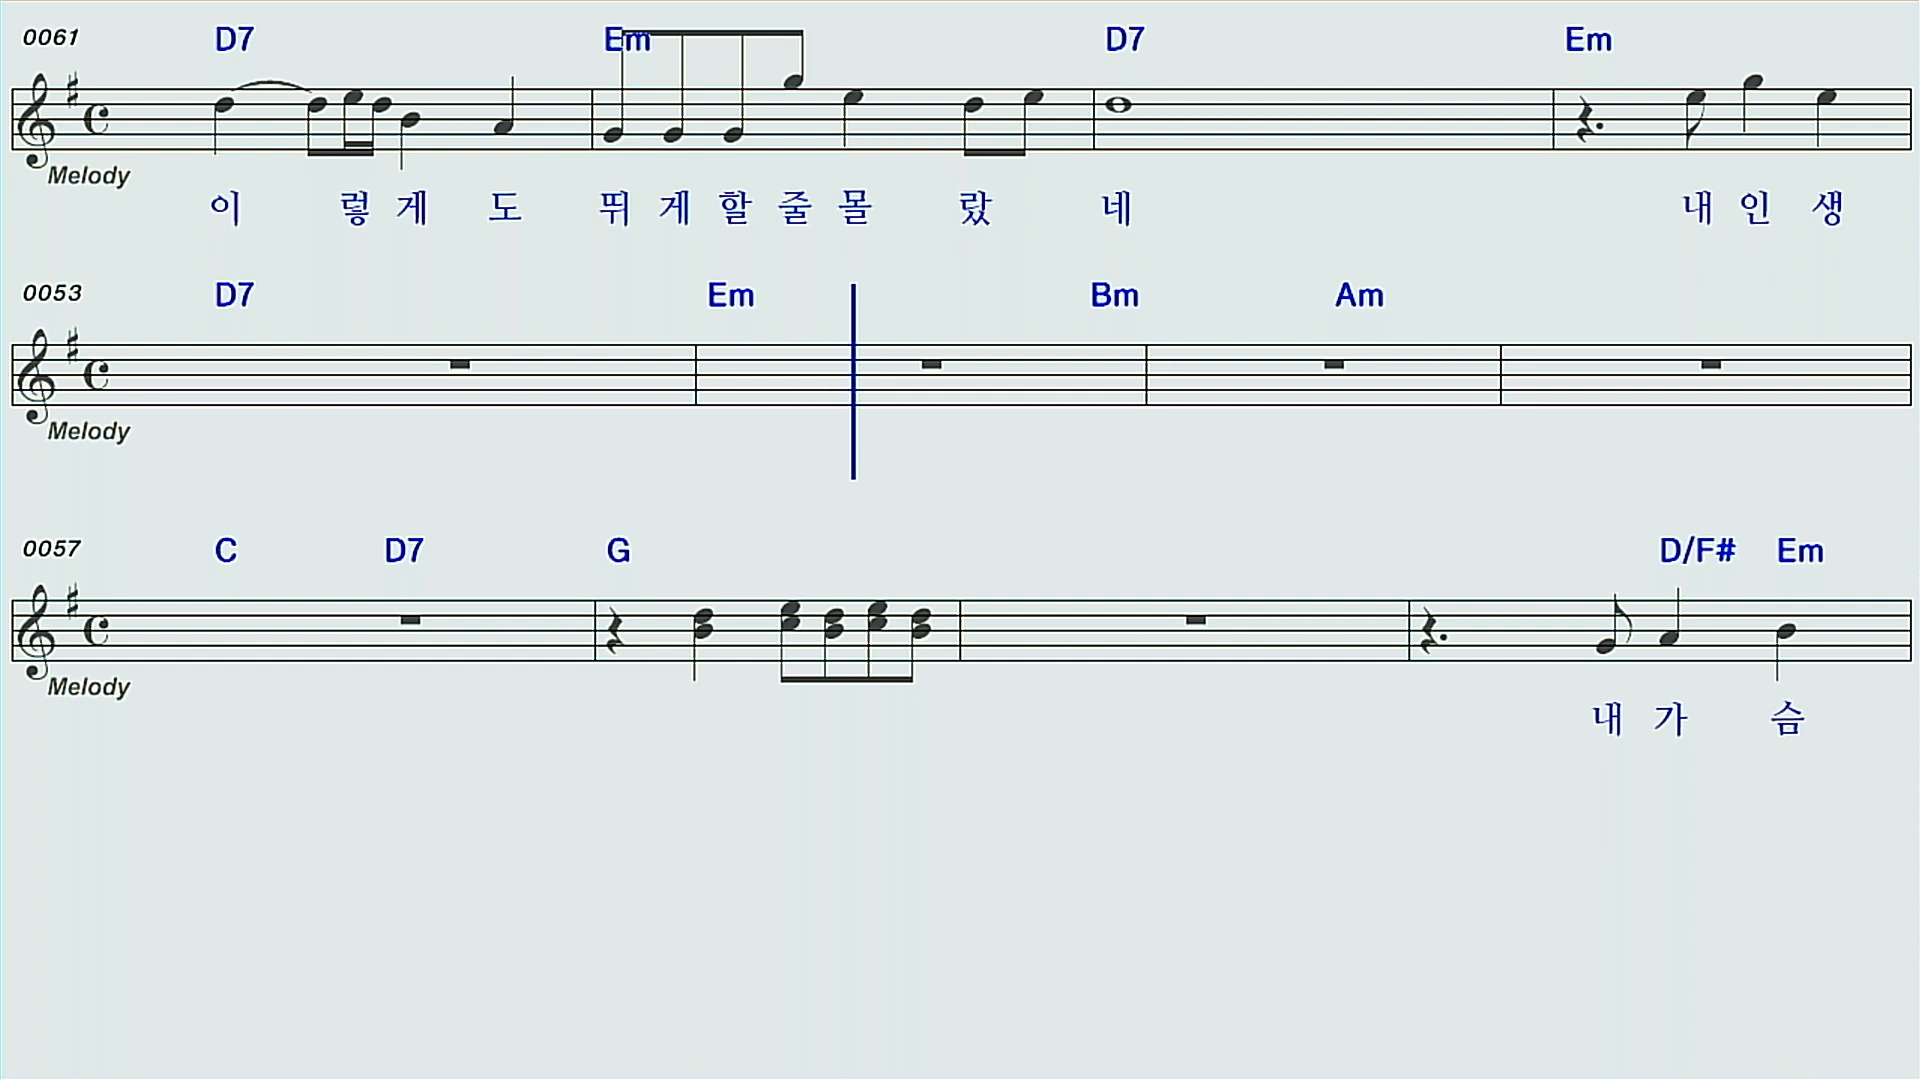 0061 D7 Em D7 Em
Melody
이 렇 게 도 뛰 게 할 줄 몰 랐 네 내 인 생
0053 D7 Em Bm Am
Melody
0057 C D7 G D/F# Em
Melody
내 가 슴